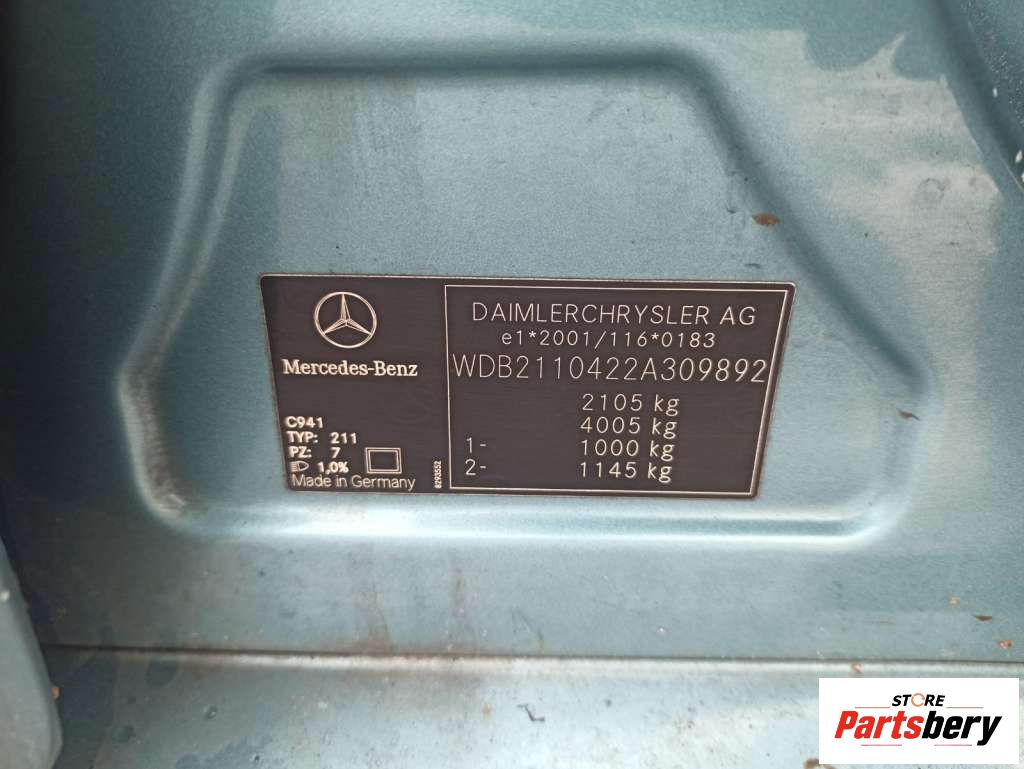 Mercedes-Benz
C941
TYP: 211
PZ: 7
1,0%
Made in Germany
8293552
DAIMLERCHRYSLER AG
e1*2001/116*0183
WDB2110422A309892
2105 kg
4005 kg
1- 1000 kg
2- 1145 kg
STORE
Partsbery